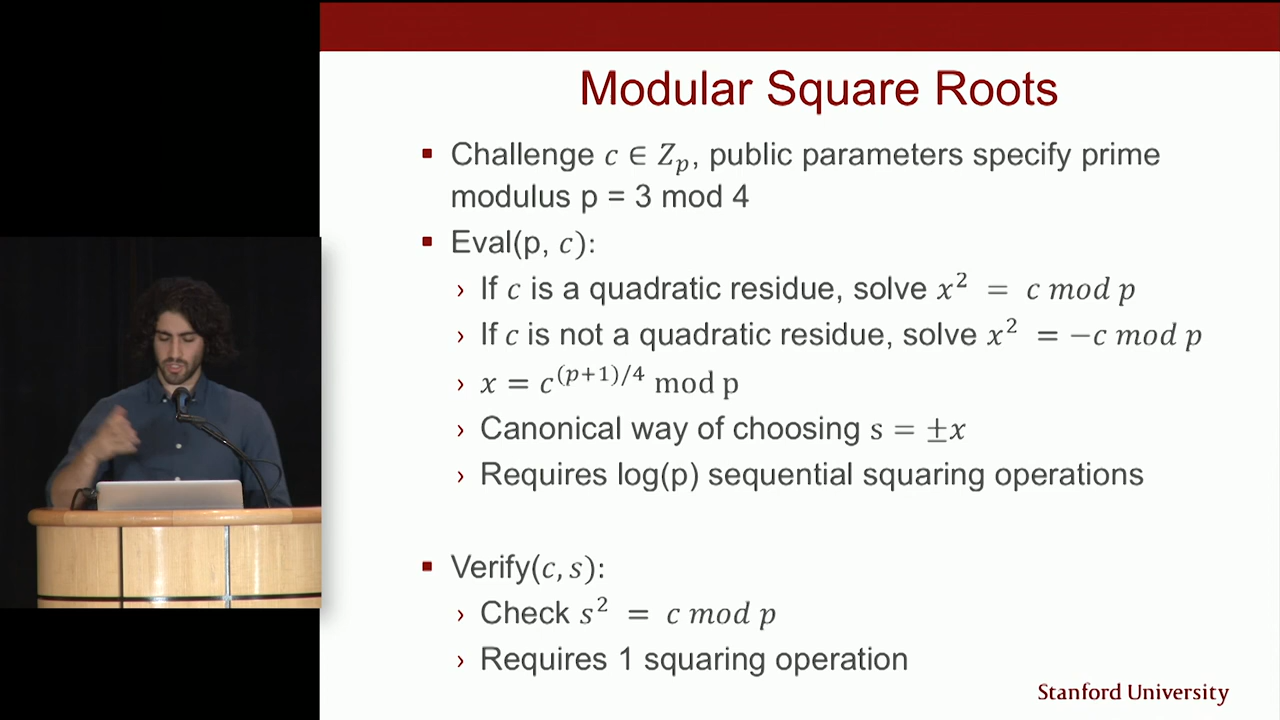 Modular Square Roots
▪ Challenge c ∈ Z_p, public parameters specify prime
modulus p = 3 mod 4
▪ Eval(p, c):
› If c is a quadratic residue, solve x² = c mod p
› If c is not a quadratic residue, solve x² = −c mod p
› x = c^(p+1)/4 mod p
› Canonical way of choosing s = ±x
› Requires log(p) sequential squaring operations
▪ Verify(c, s):
› Check s² = c mod p
› Requires 1 squaring operation
Stanford University